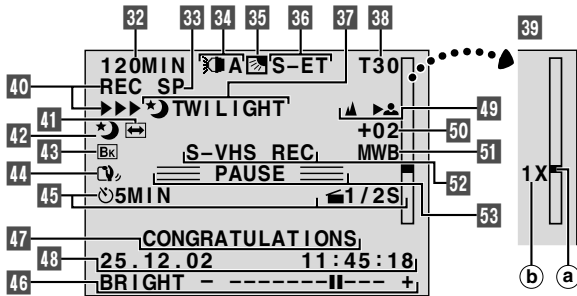 32 33 34 35 36 37 38 39
120MIN A S-ET T30
40 REC SP
TWILIGHT 49
41
42 +02 50
43 BK S-VHS REC MWB 51
1X
44 PAUSE 52
45 5MIN 1/2S 53
47 CONGRATULATIONS
48 25.12.02 11:45:18
b a
46 BRIGHT - -------▮▮--- +